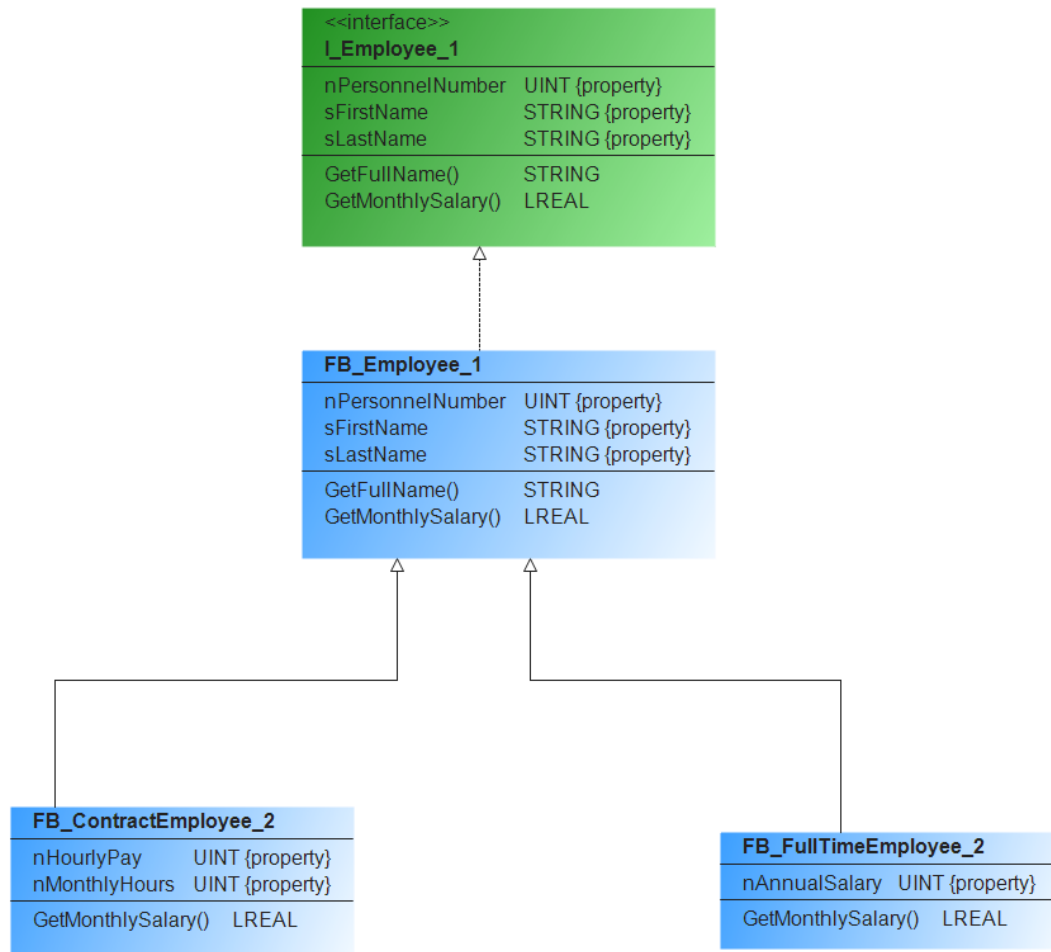 <<interface>>
I_Employee_1
nPersonnelNumber UINT {property}
sFirstName STRING {property}
sLastName STRING {property}
GetFullName() STRING
GetMonthlySalary() LREAL
FB_Employee_1
nPersonnelNumber UINT {property}
sFirstName STRING {property}
sLastName STRING {property}
GetFullName() STRING
GetMonthlySalary() LREAL
FB_ContractEmployee_2
nHourlyPay UINT {property}
nMonthlyHours UINT {property}
GetMonthlySalary() LREAL
FB_FullTimeEmployee_2
nAnnualSalary UINT {property}
GetMonthlySalary() LREAL